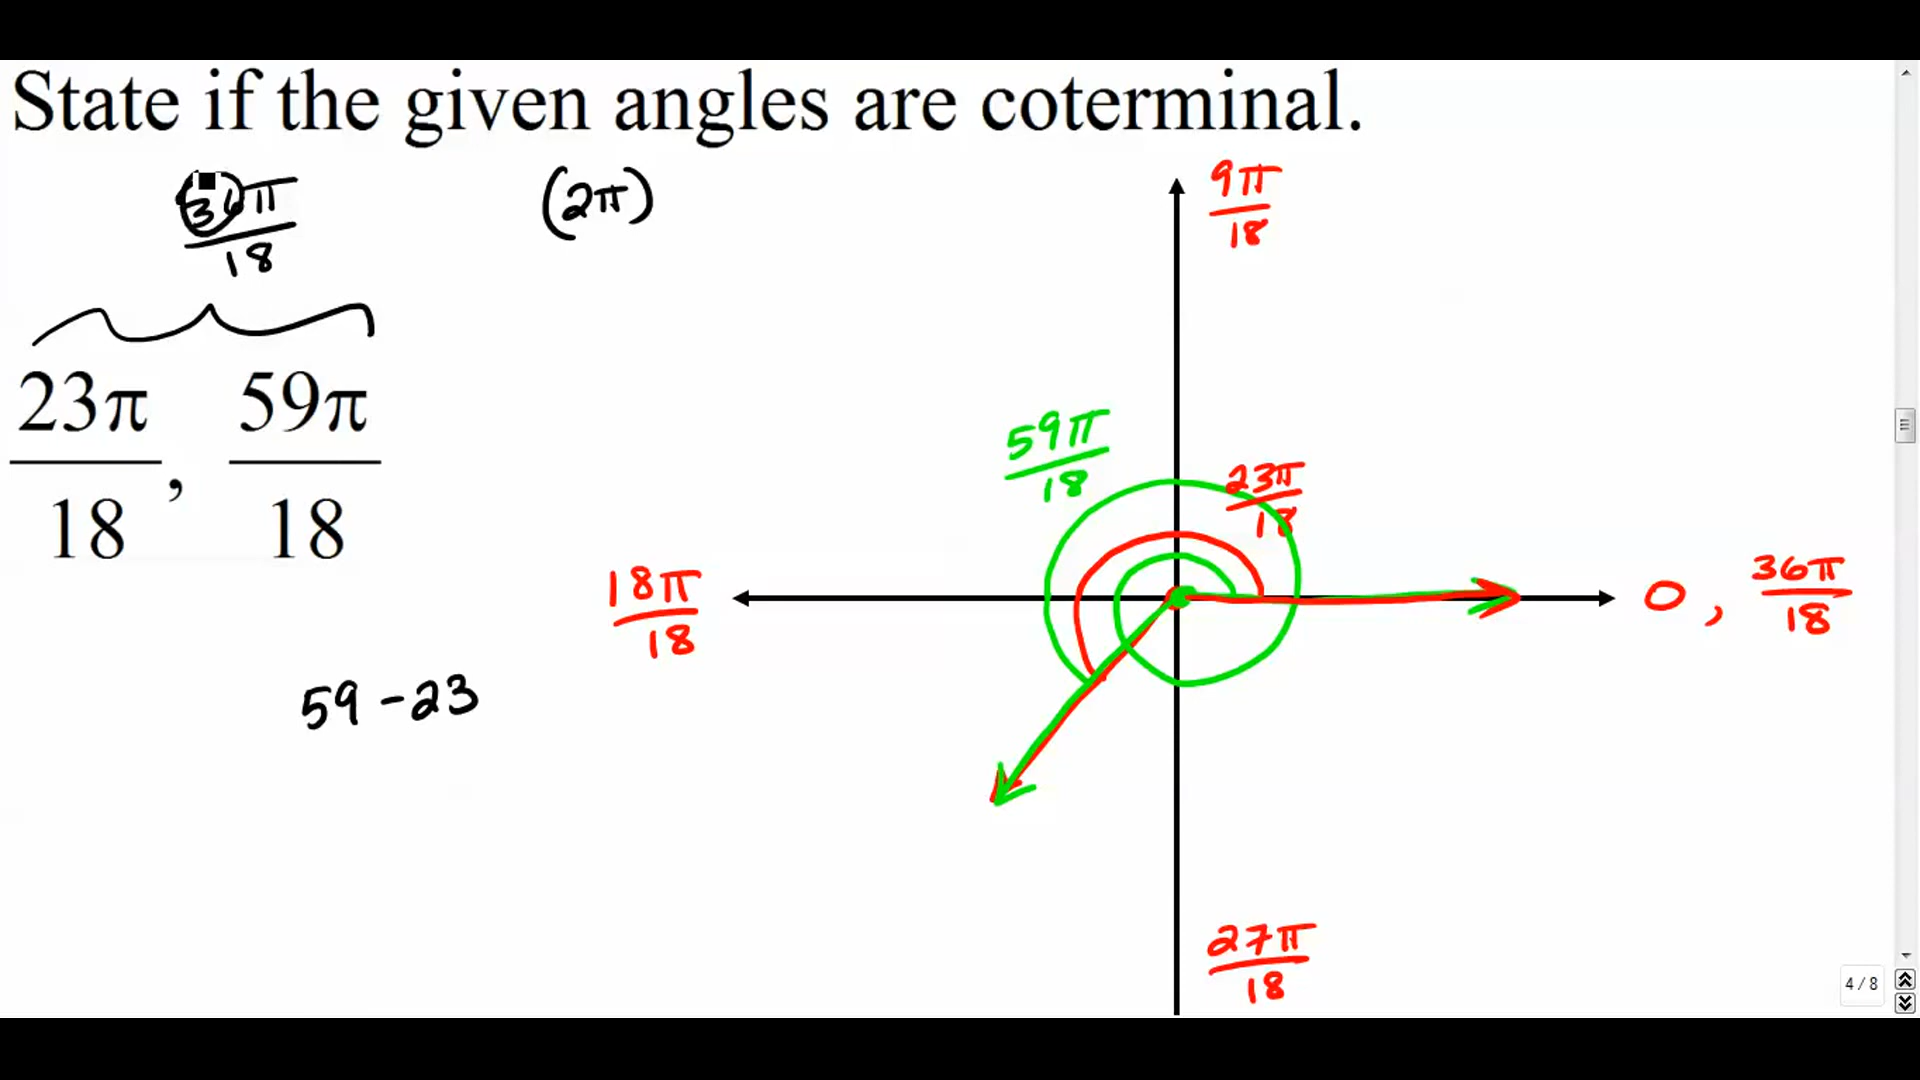 State if the given angles are coterminal.
36π/18
(2π)
23π/18, 59π/18
59 - 23
9π/18
59π/18
23π/18
18π/18
0, 36π/18
27π/18
4 / 8